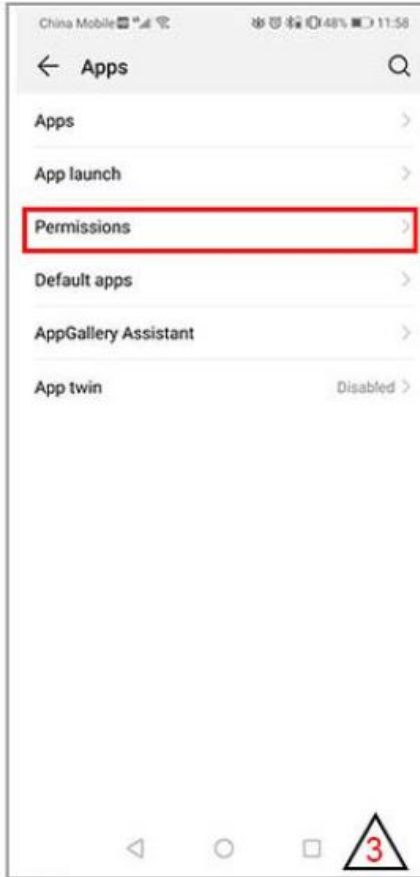 China Mobile 48% 11:58
Apps
Apps
App launch
Permissions
Default apps
AppGallery Assistant
App twin Disabled
3